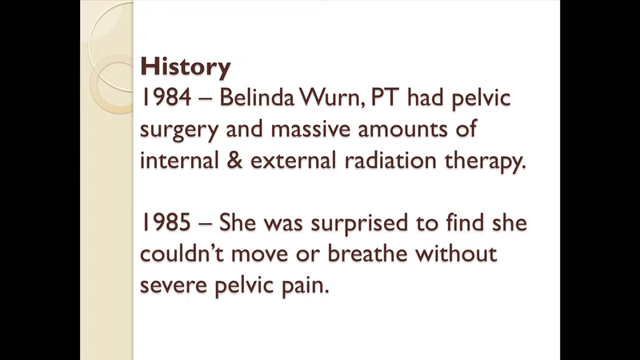 History
1984 – Belinda Wurn, PT had pelvic
surgery and massive amounts of
internal & external radiation therapy.
1985 – She was surprised to find she
couldn't move or breathe without
severe pelvic pain.